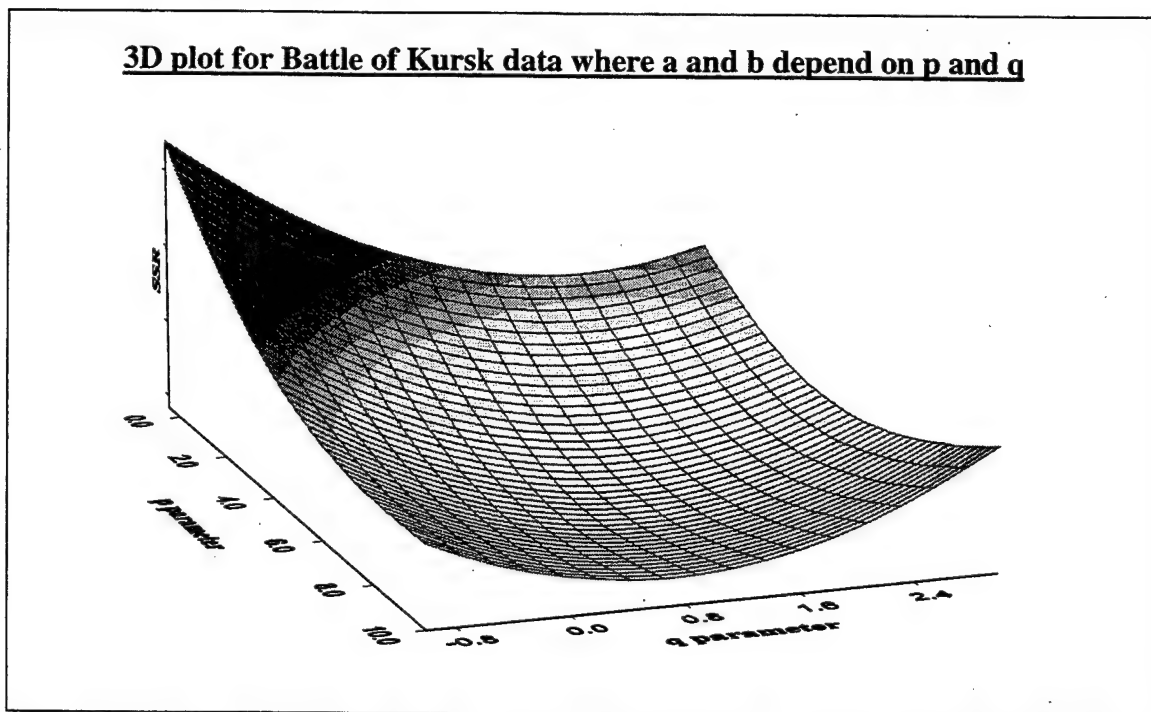 3D plot for Battle of Kursk data where a and b depend on p and q
SSR
0.0
2.0
4.0
6.0
8.0
10.0
p parameter
-0.8
0.0
0.8
1.6
2.4
q parameter